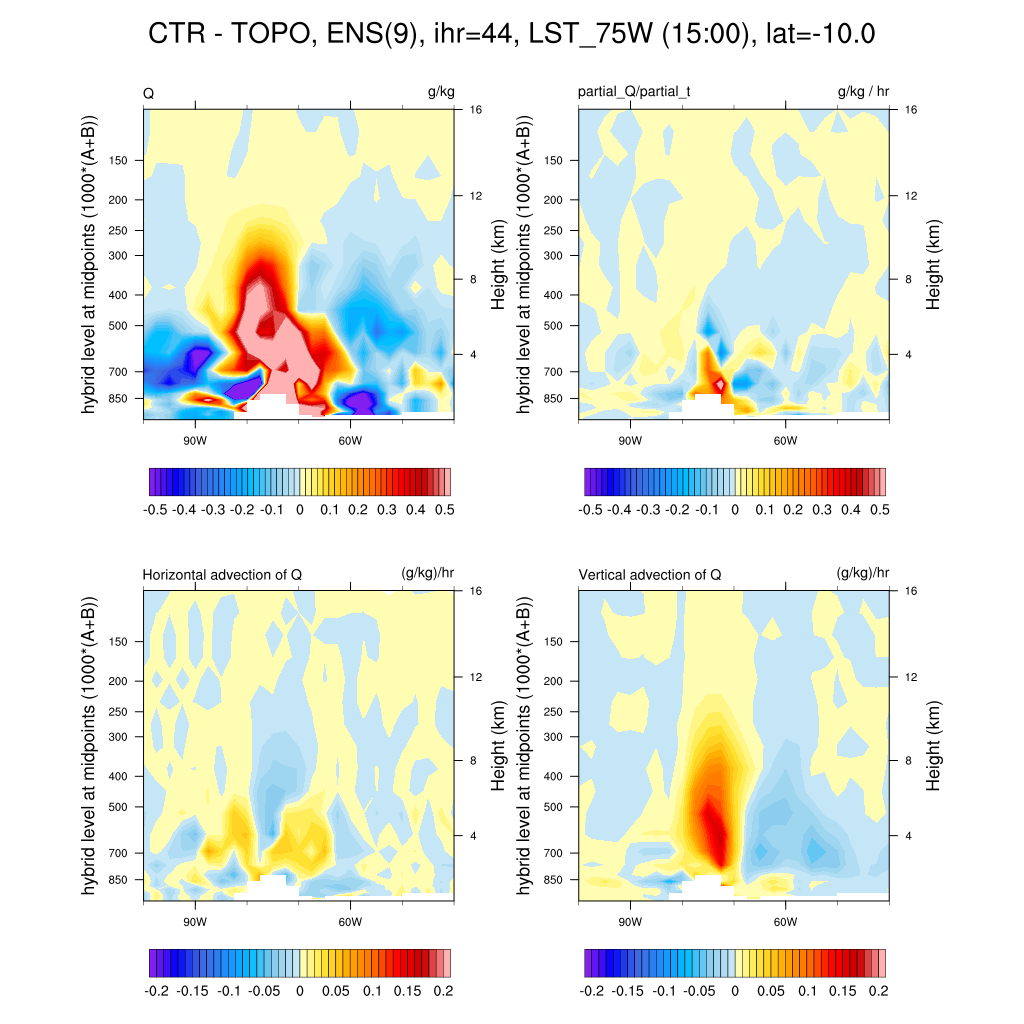 CTR - TOPO, ENS(9), ihr=44, LST_75W (15:00), lat=-10.0
Q g/kg
hybrid level at midpoints (1000*(A+B))
150
200
250
300
400
500
700
850
16
12
8
4
Height (km)
90W 60W
-0.5 -0.4 -0.3 -0.2 -0.1 0 0.1 0.2 0.3 0.4 0.5
partial_Q/partial_t g/kg / hr
hybrid level at midpoints (1000*(A+B))
150
200
250
300
400
500
700
850
16
12
8
4
Height (km)
90W 60W
-0.5 -0.4 -0.3 -0.2 -0.1 0 0.1 0.2 0.3 0.4 0.5
Horizontal advection of Q (g/kg)/hr
hybrid level at midpoints (1000*(A+B))
150
200
250
300
400
500
700
850
16
12
8
4
Height (km)
90W 60W
-0.2 -0.15 -0.1 -0.05 0 0.05 0.1 0.15 0.2
Vertical advection of Q (g/kg)/hr
hybrid level at midpoints (1000*(A+B))
150
200
250
300
400
500
700
850
16
12
8
4
Height (km)
90W 60W
-0.2 -0.15 -0.1 -0.05 0 0.05 0.1 0.15 0.2